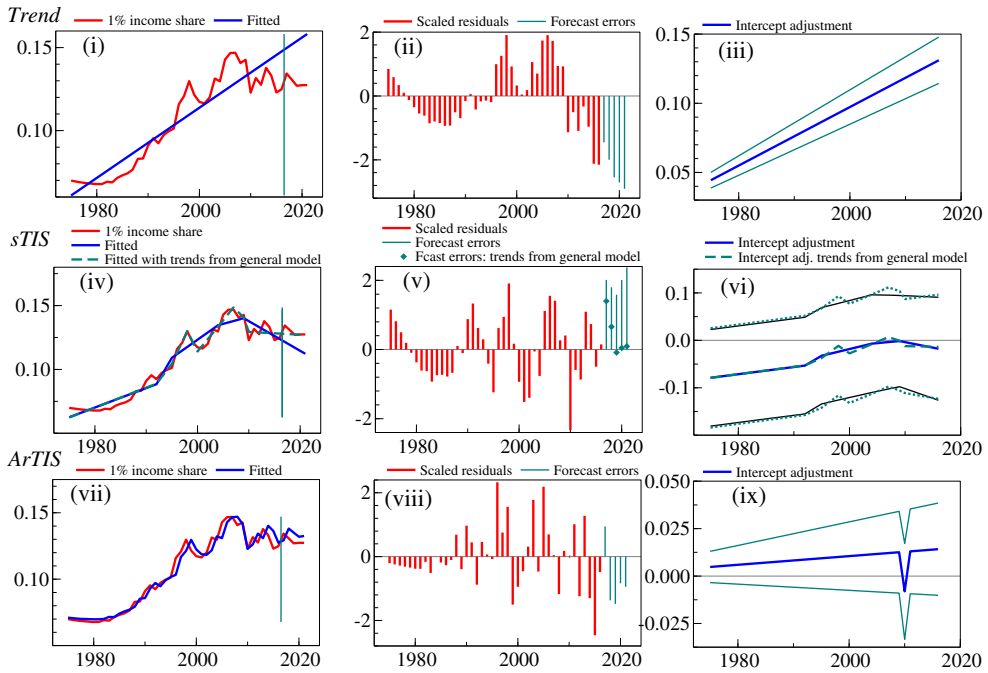 Trend
1% income share
Fitted
(i)
0.15
0.10
1980
2000
2020
Scaled residuals
Forecast errors
(ii)
2
0
-2
1980
1990
2000
2010
2020
Intercept adjustment
(iii)
0.15
0.10
0.05
1980
2000
2020
sTIS
1% income share
Fitted
Fitted with trends from general model
(iv)
0.15
0.10
1980
2000
2020
Scaled residuals
Forecast errors
Fcast errors: trends from general model
(v)
2
0
-2
1980
1990
2000
2010
2020
Intercept adjustment
Intercept adj. trends from general model
(vi)
0.1
0.0
-0.1
1980
2000
2020
ArTIS
1% income share
Fitted
(vii)
0.15
0.10
1980
2000
2020
Scaled residuals
Forecast errors
(viii)
2
0
-2
1980
1990
2000
2010
2020
Intercept adjustment
(ix)
0.050
0.025
0.000
-0.025
1980
2000
2020